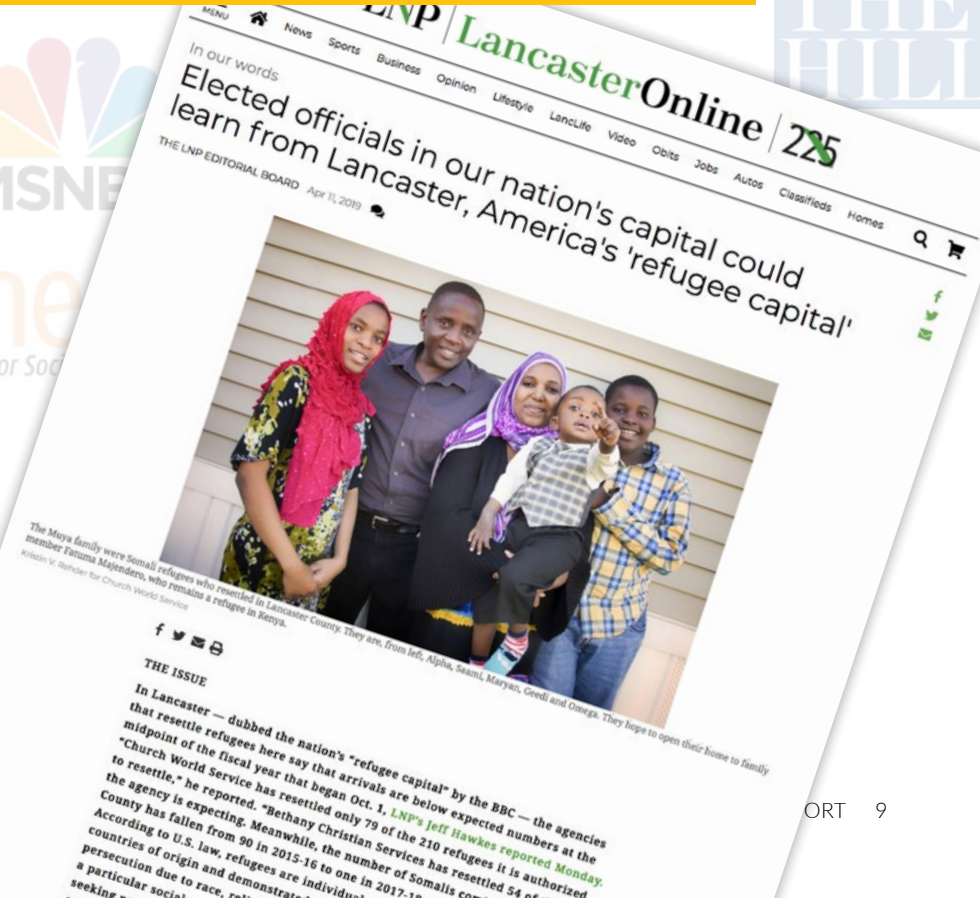 THE
HILL
MENU News Sports Business Opinion Lifestyle LancLife Video Obits Jobs Autos Classifieds Homes
LNP | LancasterOnline | 225
In our words
Elected officials in our nation's capital could
learn from Lancaster, America's 'refugee capital'
THE LNP EDITORIAL BOARD Apr 11, 2019
MSNB
or Soci
The Muya family were Somali refugees who resettled in Lancaster County. They are, from left, Alpha, Saami, Maryan, Geedi and Omega. They hope to open their home to family
member Fatuma Majendero, who remains a refugee in Kenya.
Kristin V. Rehder for Church World Service
THE ISSUE
In Lancaster — dubbed the nation's "refugee capital" by the BBC — the agencies
that resettle refugees here say that arrivals are below expected numbers at the
midpoint of the fiscal year that began Oct. 1, LNP's Jeff Hawkes reported Monday.
"Church World Service has resettled only 79 of the 210 refugees it is authorized
to resettle," he reported. "Bethany Christian Services has resettled 54 of
the agency is expecting. Meanwhile, the number of Somalis
County has fallen from 90 in 2015-16 to one in 2017-18
According to U.S. law, refugees are individual
countries of origin and demonstrated
persecution due to race,
a particular social
seeking
ORT 9